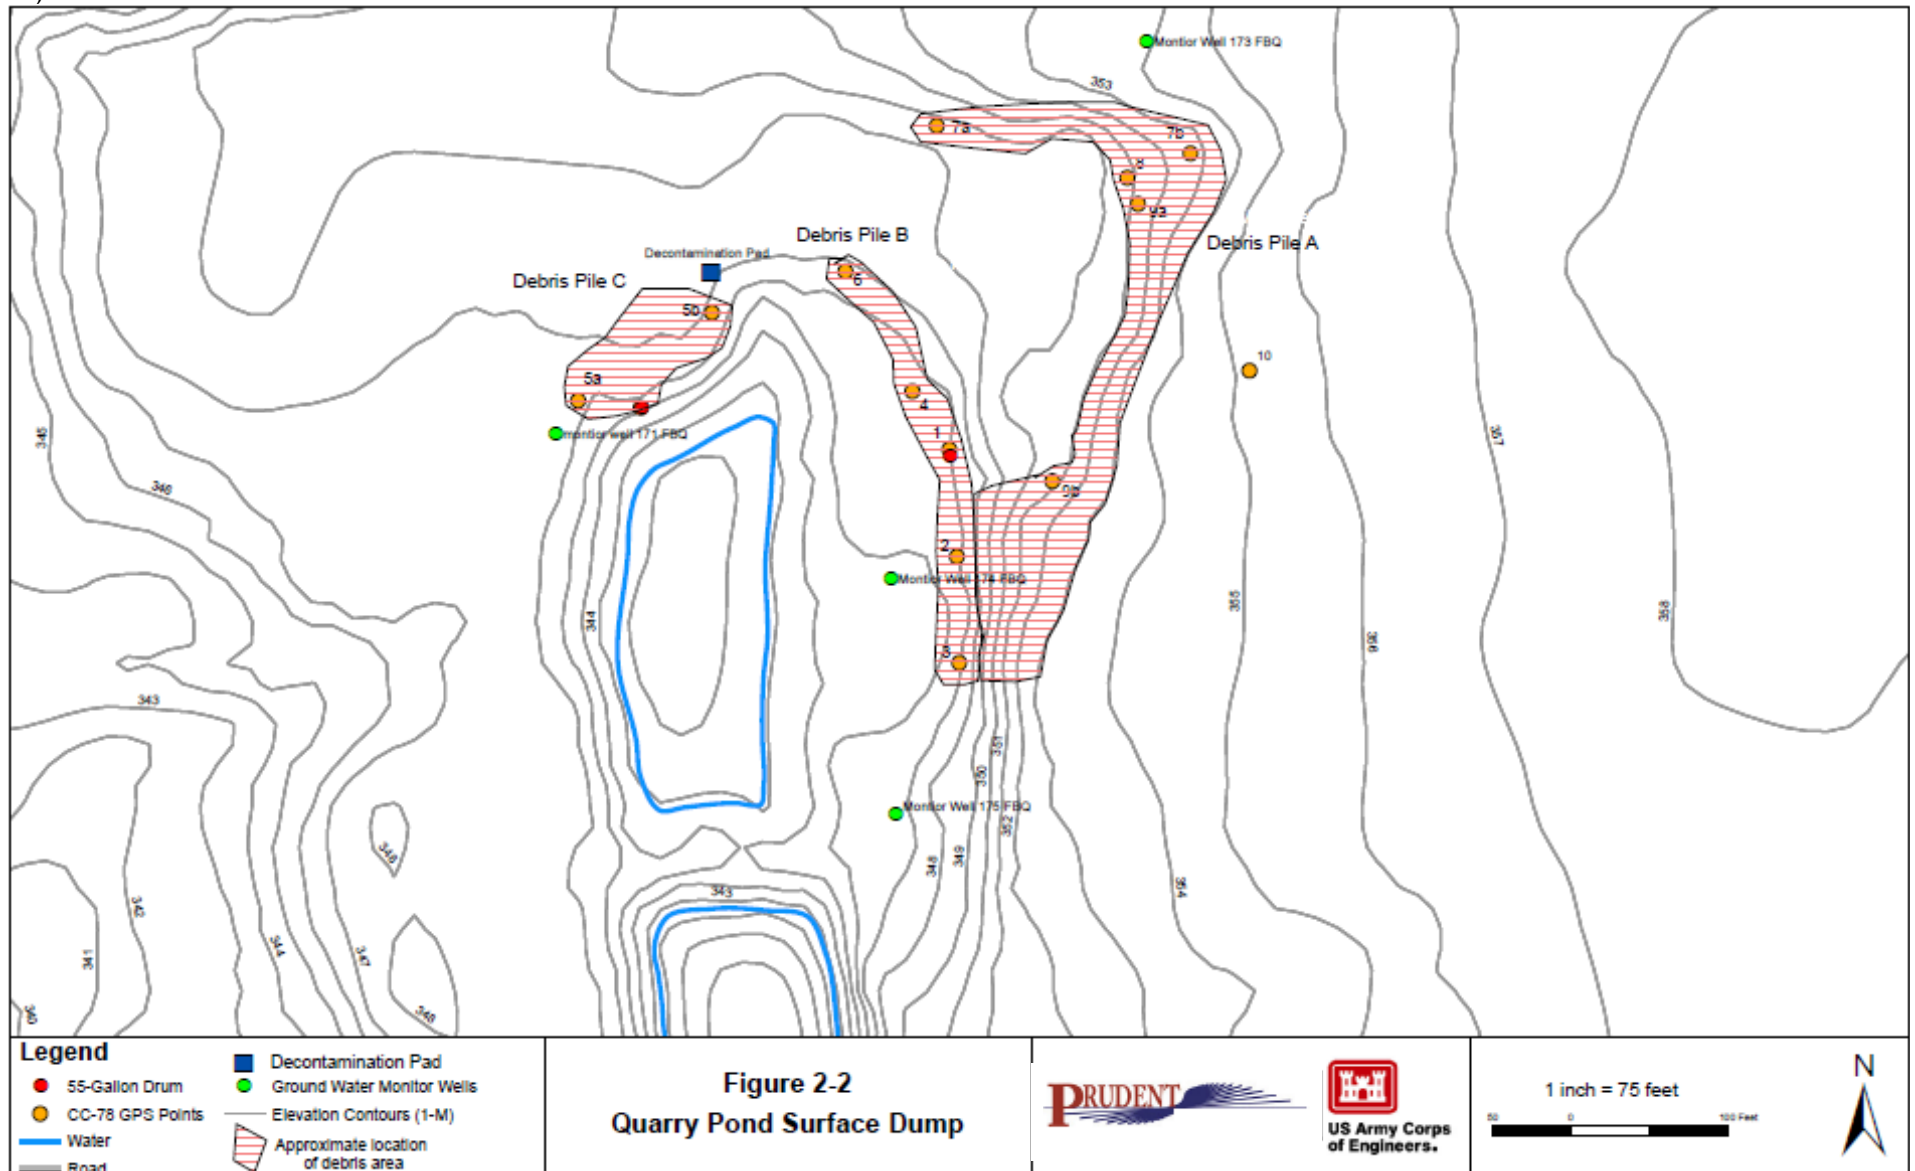 Montior Well 173 FBQ
353
7a
7b
8
9a
Debris Pile B
Debris Pile A
Decontamination Pad
Debris Pile C
6
5b
10
5a
4
montior well 171 FBQ
1
345
357
346
9b
2
Montior Well 174 FBQ
344
355
358
356
3
343
351
350
Montior Well 175 FBQ
352
348
349
348
354
343
342
344
347
341
340
348
Legend
55-Gallon Drum
CC-78 GPS Points
Water
Road
Decontamination Pad
Ground Water Monitor Wells
Elevation Contours (1-M)
Approximate location
of debris area
Figure 2-2
Quarry Pond Surface Dump
PRUDENT
US Army Corps
of Engineers.
1 inch = 75 feet
50 0 100 Feet
N